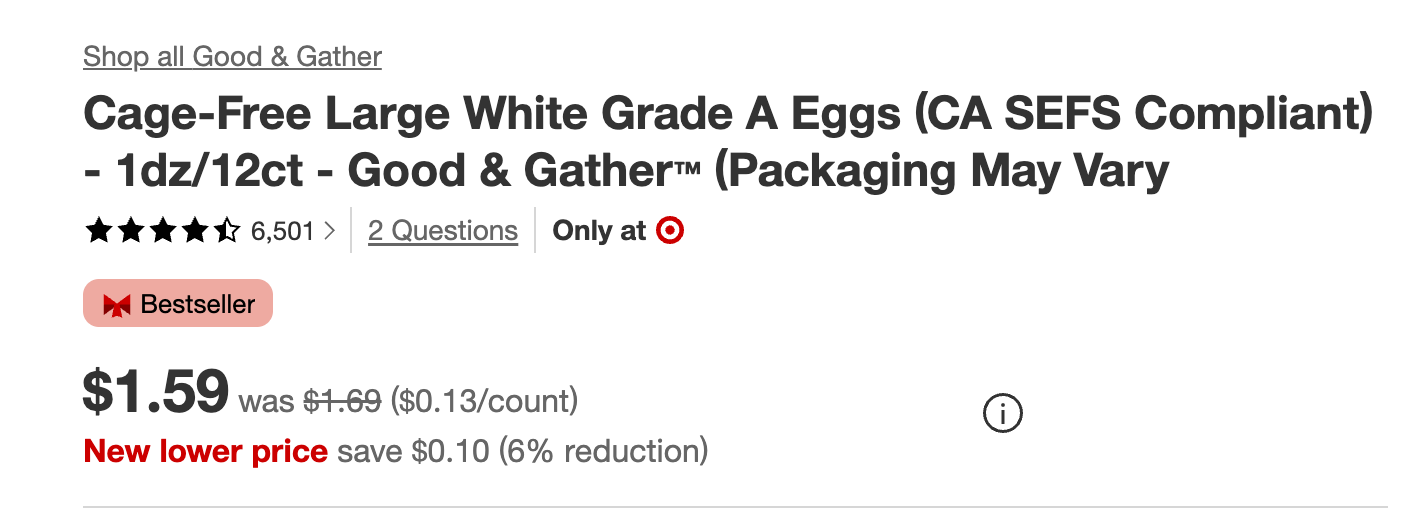 Shop all Good & Gather
Cage-Free Large White Grade A Eggs (CA SEFS Compliant)
- 1dz/12ct - Good & Gather™ (Packaging May Vary
6,501 2 Questions Only at
Bestseller
$1.59 was $1.69 ($0.13/count)
New lower price save $0.10 (6% reduction)